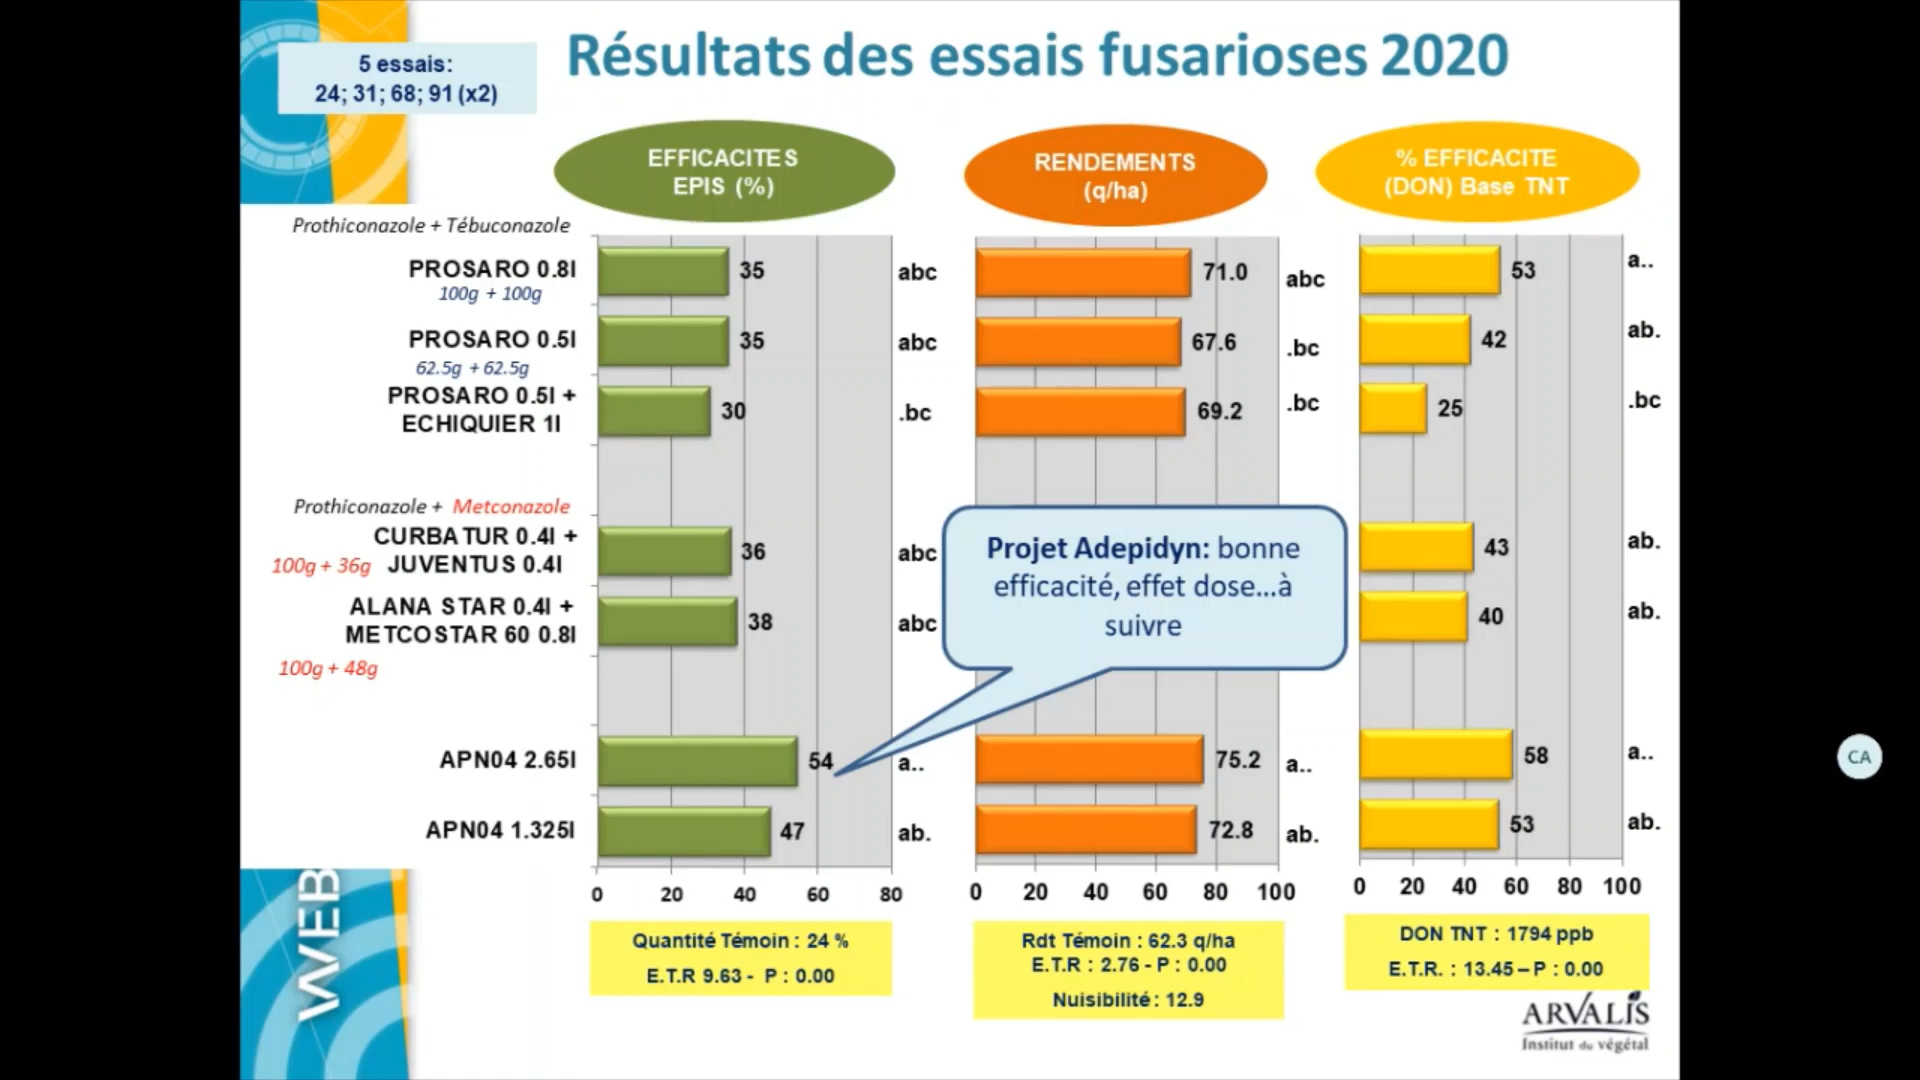 5 essais:
24; 31; 68; 91 (x2)
Résultats des essais fusarioses 2020
EFFICACITES
EPIS (%)
RENDEMENTS
(q/ha)
% EFFICACITE
(DON) Base TNT
Prothiconazole + Tébuconazole
PROSARO 0.8l
35
abc
71.0
abc
53
a..
100g + 100g
PROSARO 0.5l
35
abc
67.6
.bc
42
ab.
62.5g + 62.5g
PROSARO 0.5l +
ECHIQUIER 1l
30
.bc
69.2
.bc
25
.bc
Prothiconazole + Metconazole
CURBATUR 0.4l +
100g + 36g JUVENTUS 0.4l
36
abc
43
ab.
ALANA STAR 0.4l +
METCOSTAR 60 0.8l
38
abc
40
ab.
100g + 48g
Projet Adepidyn: bonne
efficacité, effet dose...à
suivre
APN04 2.65l
54
a..
75.2
a..
58
a..
APN04 1.325l
47
ab.
72.8
ab.
53
ab.
0 20 40 60 80
0 20 40 60 80 100
0 20 40 60 80 100
Quantité Témoin : 24 %
E.T.R 9.63 - P : 0.00
Rdt Témoin : 62.3 q/ha
E.T.R : 2.76 - P : 0.00
Nuisibilité : 12.9
DON TNT : 1794 ppb
E.T.R. : 13.45 – P : 0.00
WEB
ARVALIS
Institut du végétal
CA